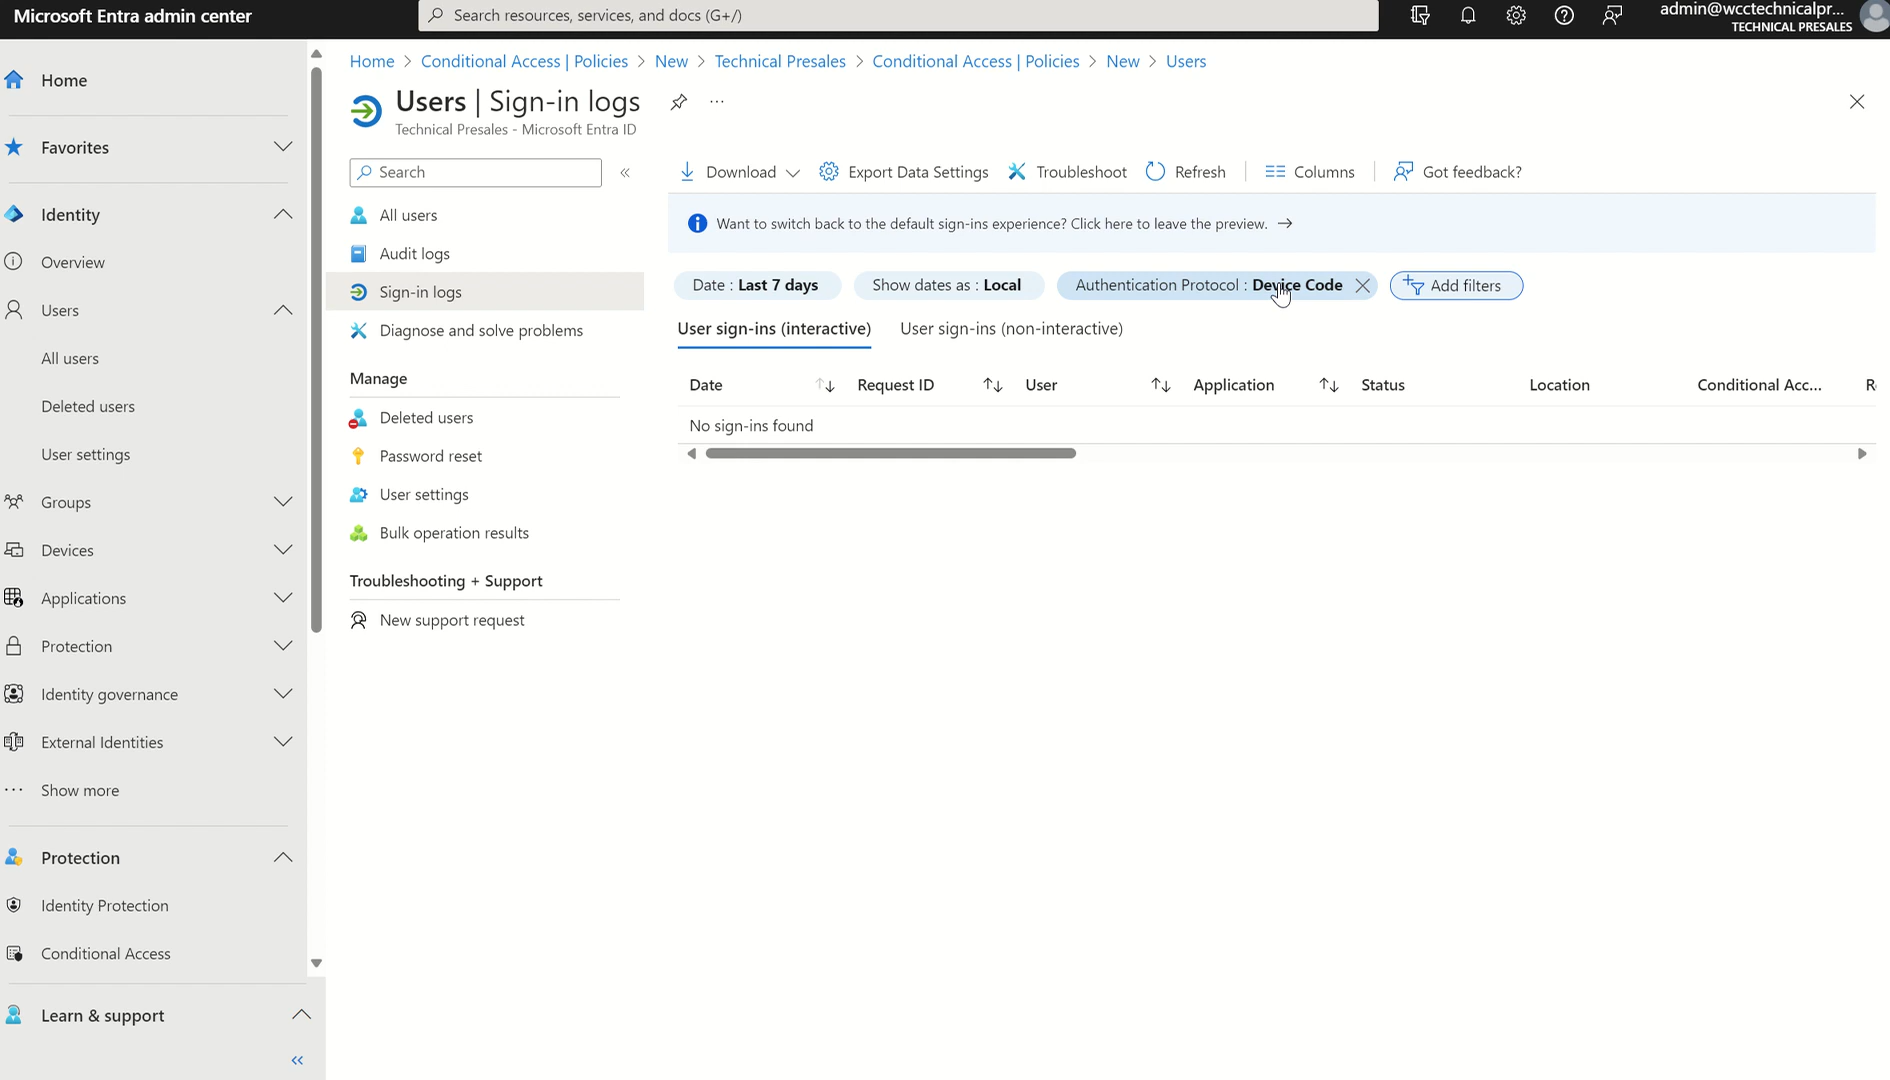 Microsoft Entra admin center
Search resources, services, and docs (G+/)
admin@wcctechnicalpr...
TECHNICAL PRESALES
Home
Favorites
Identity
Overview
Users
All users
Deleted users
User settings
Groups
Devices
Applications
Protection
Identity governance
External Identities
Show more
Protection
Identity Protection
Conditional Access
Learn & support
Home > Conditional Access | Policies > New > Technical Presales > Conditional Access | Policies > New > Users
Users | Sign-in logs
Technical Presales - Microsoft Entra ID
Search
All users
Audit logs
Sign-in logs
Diagnose and solve problems
Manage
Deleted users
Password reset
User settings
Bulk operation results
Troubleshooting + Support
New support request
Download Export Data Settings Troubleshoot Refresh Columns Got feedback?
Want to switch back to the default sign-ins experience? Click here to leave the preview. →
Date : Last 7 days Show dates as : Local Authentication Protocol : Device Code Add filters
User sign-ins (interactive) User sign-ins (non-interactive)
Date Request ID User Application Status Location Conditional Acc...
No sign-ins found